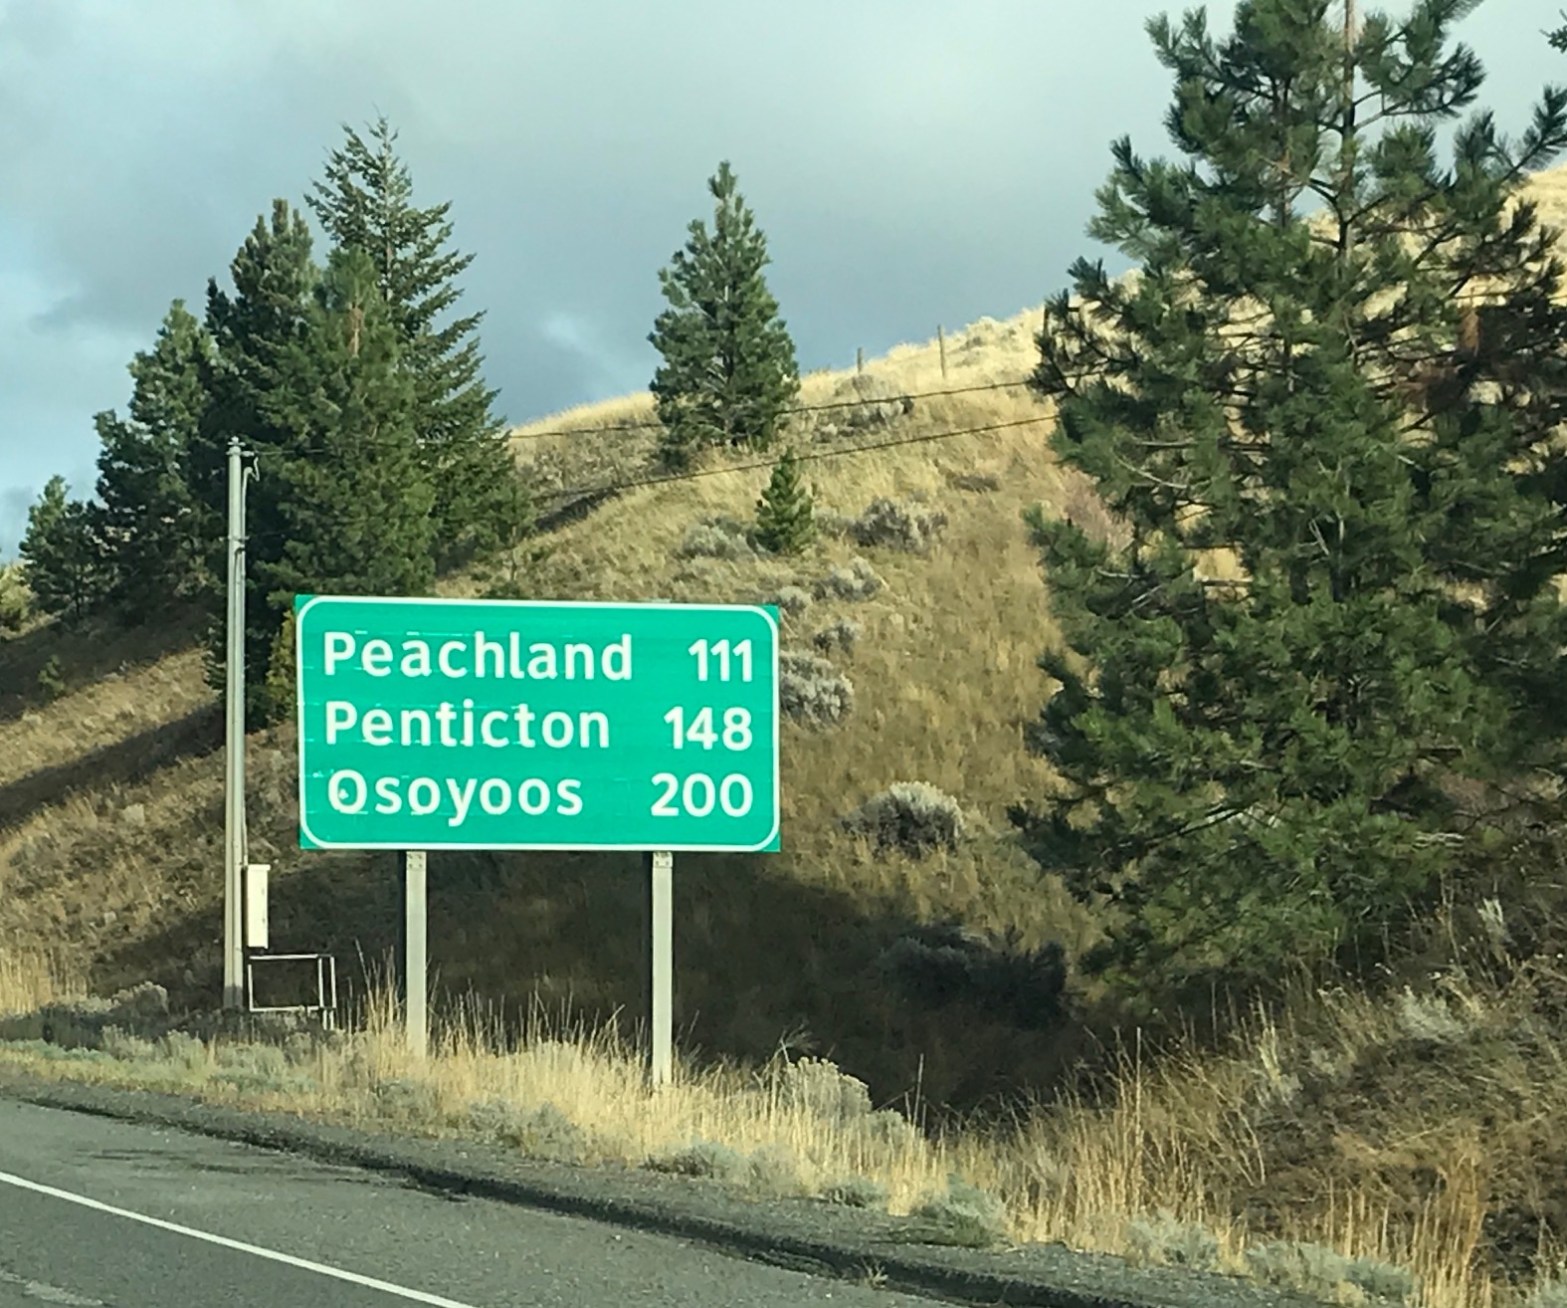 Peachland 111
Penticton 148
Osoyoos 200